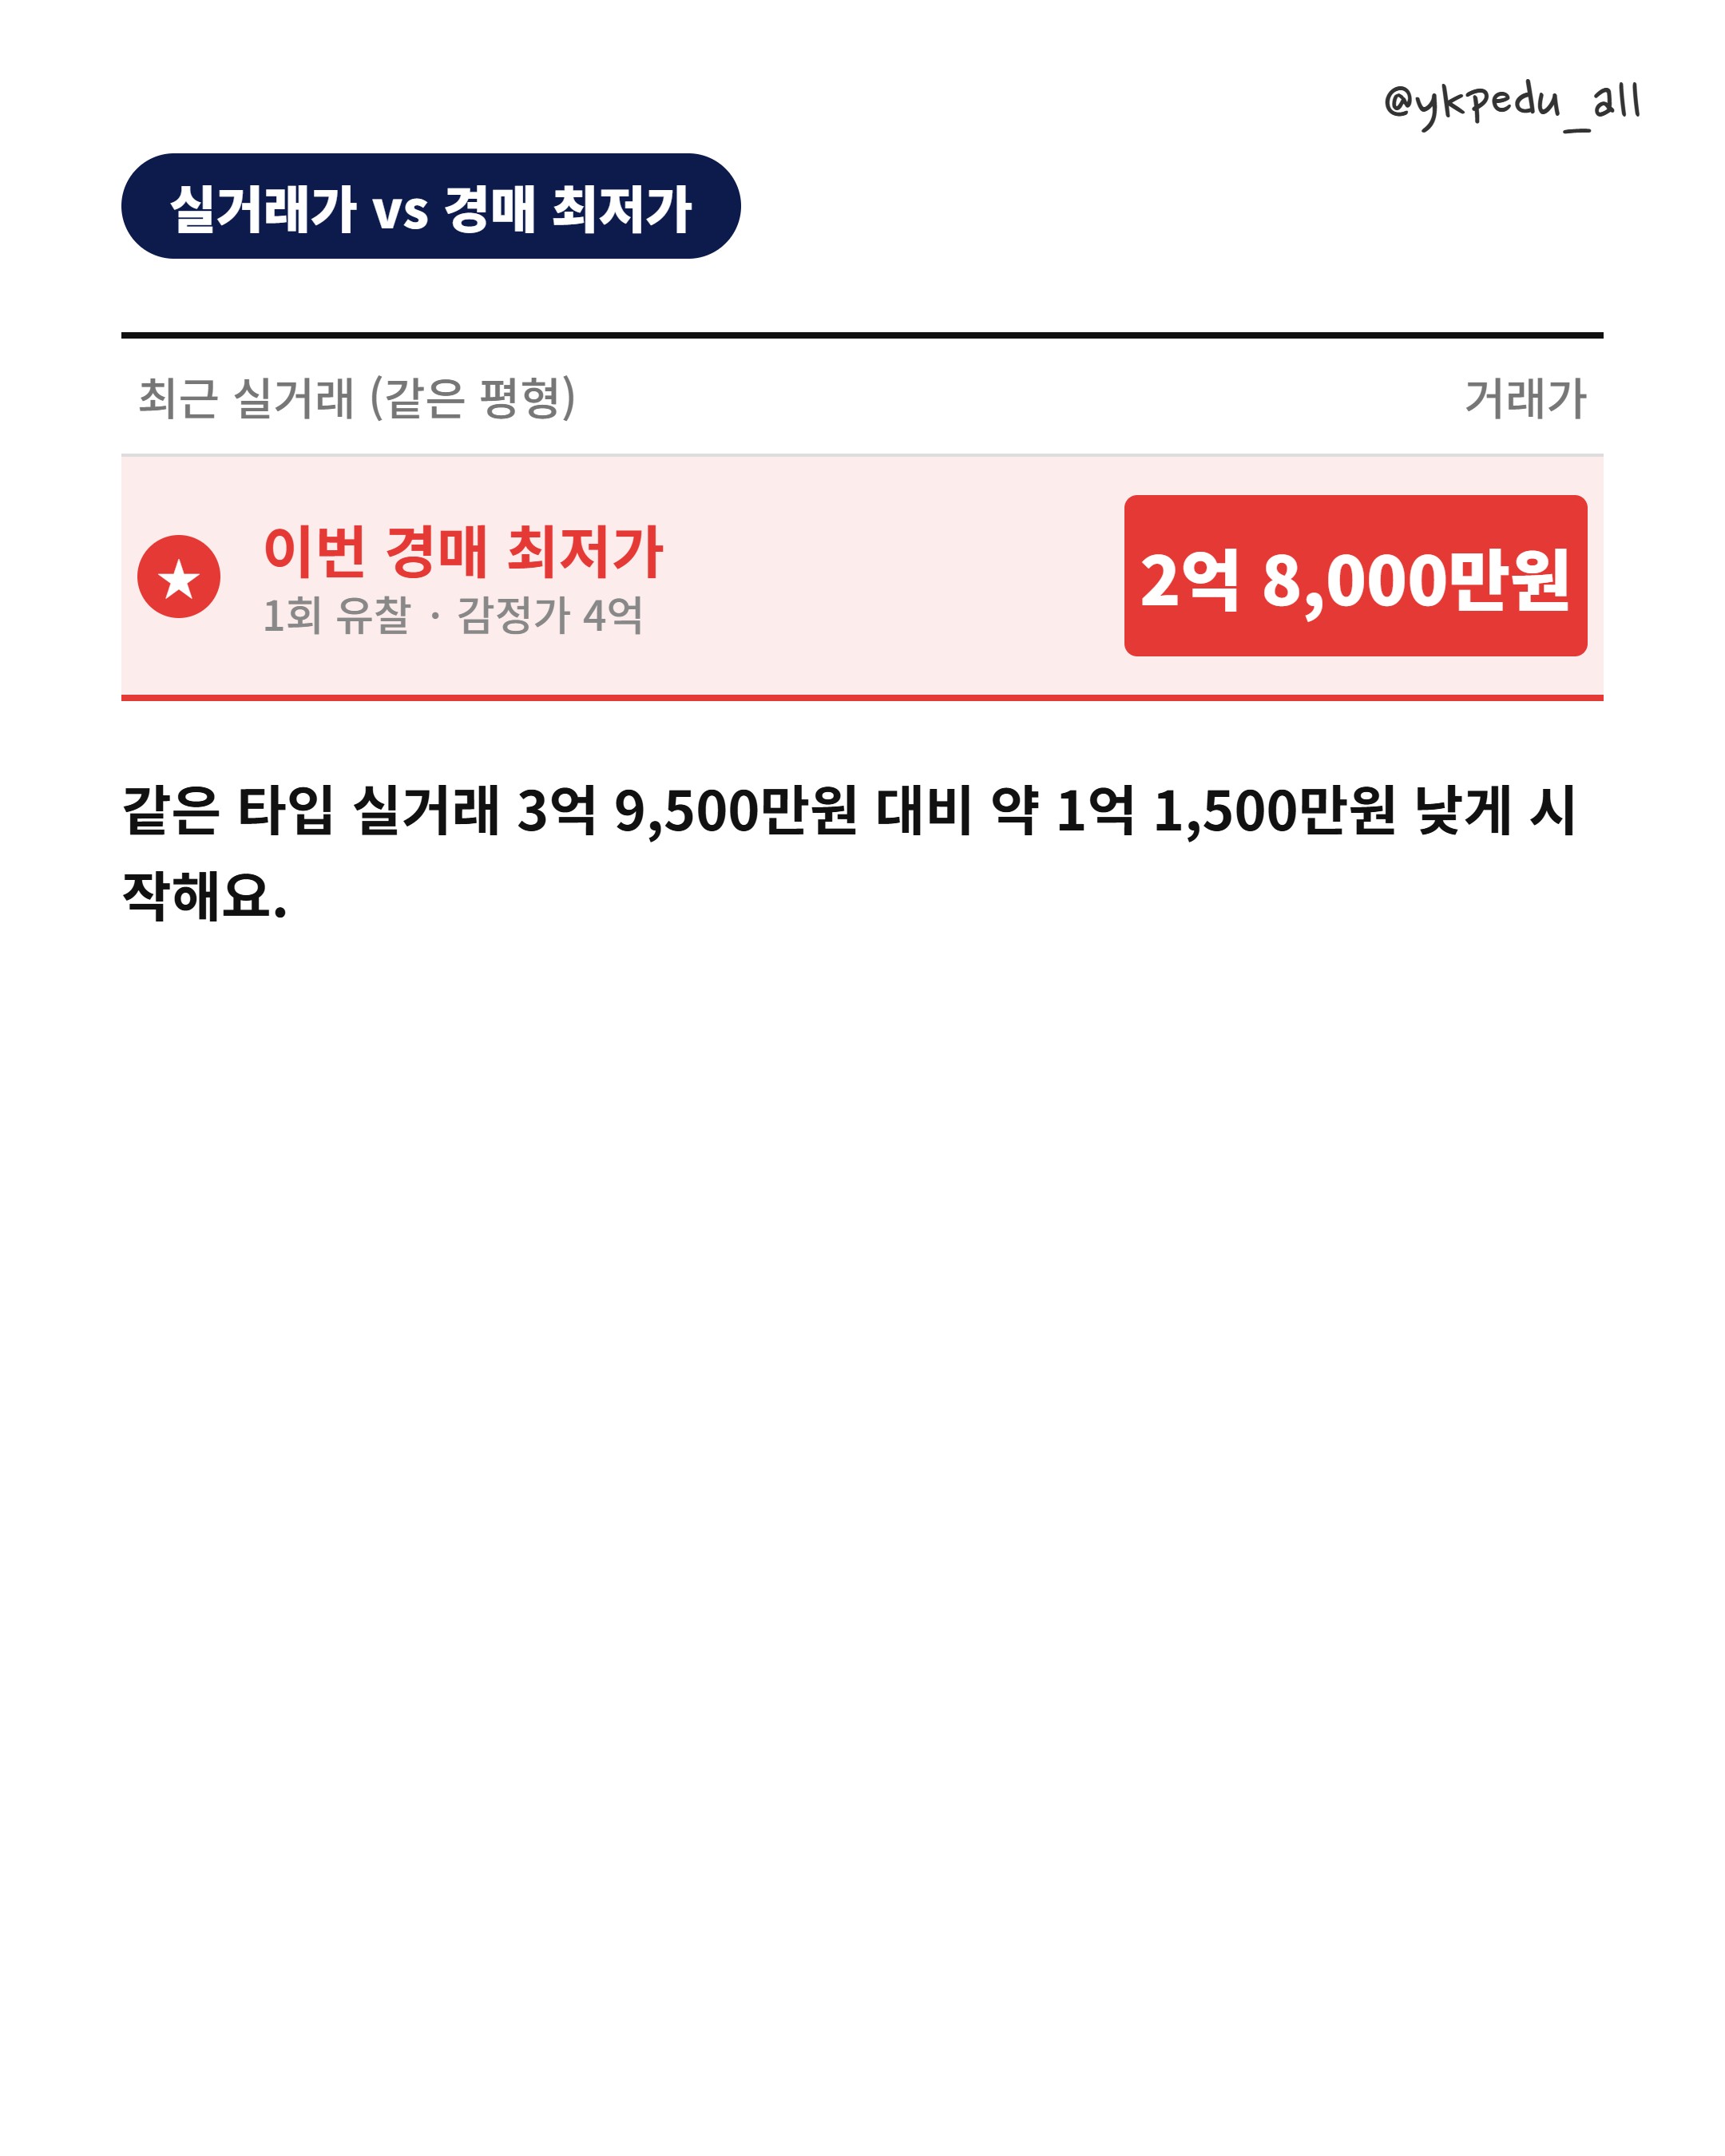 @ykpedu_all
실거래가 vs 경매 최저가
최근 실거래 (같은 평형) 거래가
★ 이번 경매 최저가 2억 8,000만원
1회 유찰 · 감정가 4억
같은 타입 실거래 3억 9,500만원 대비 약 1억 1,500만원 낮게 시
작해요.